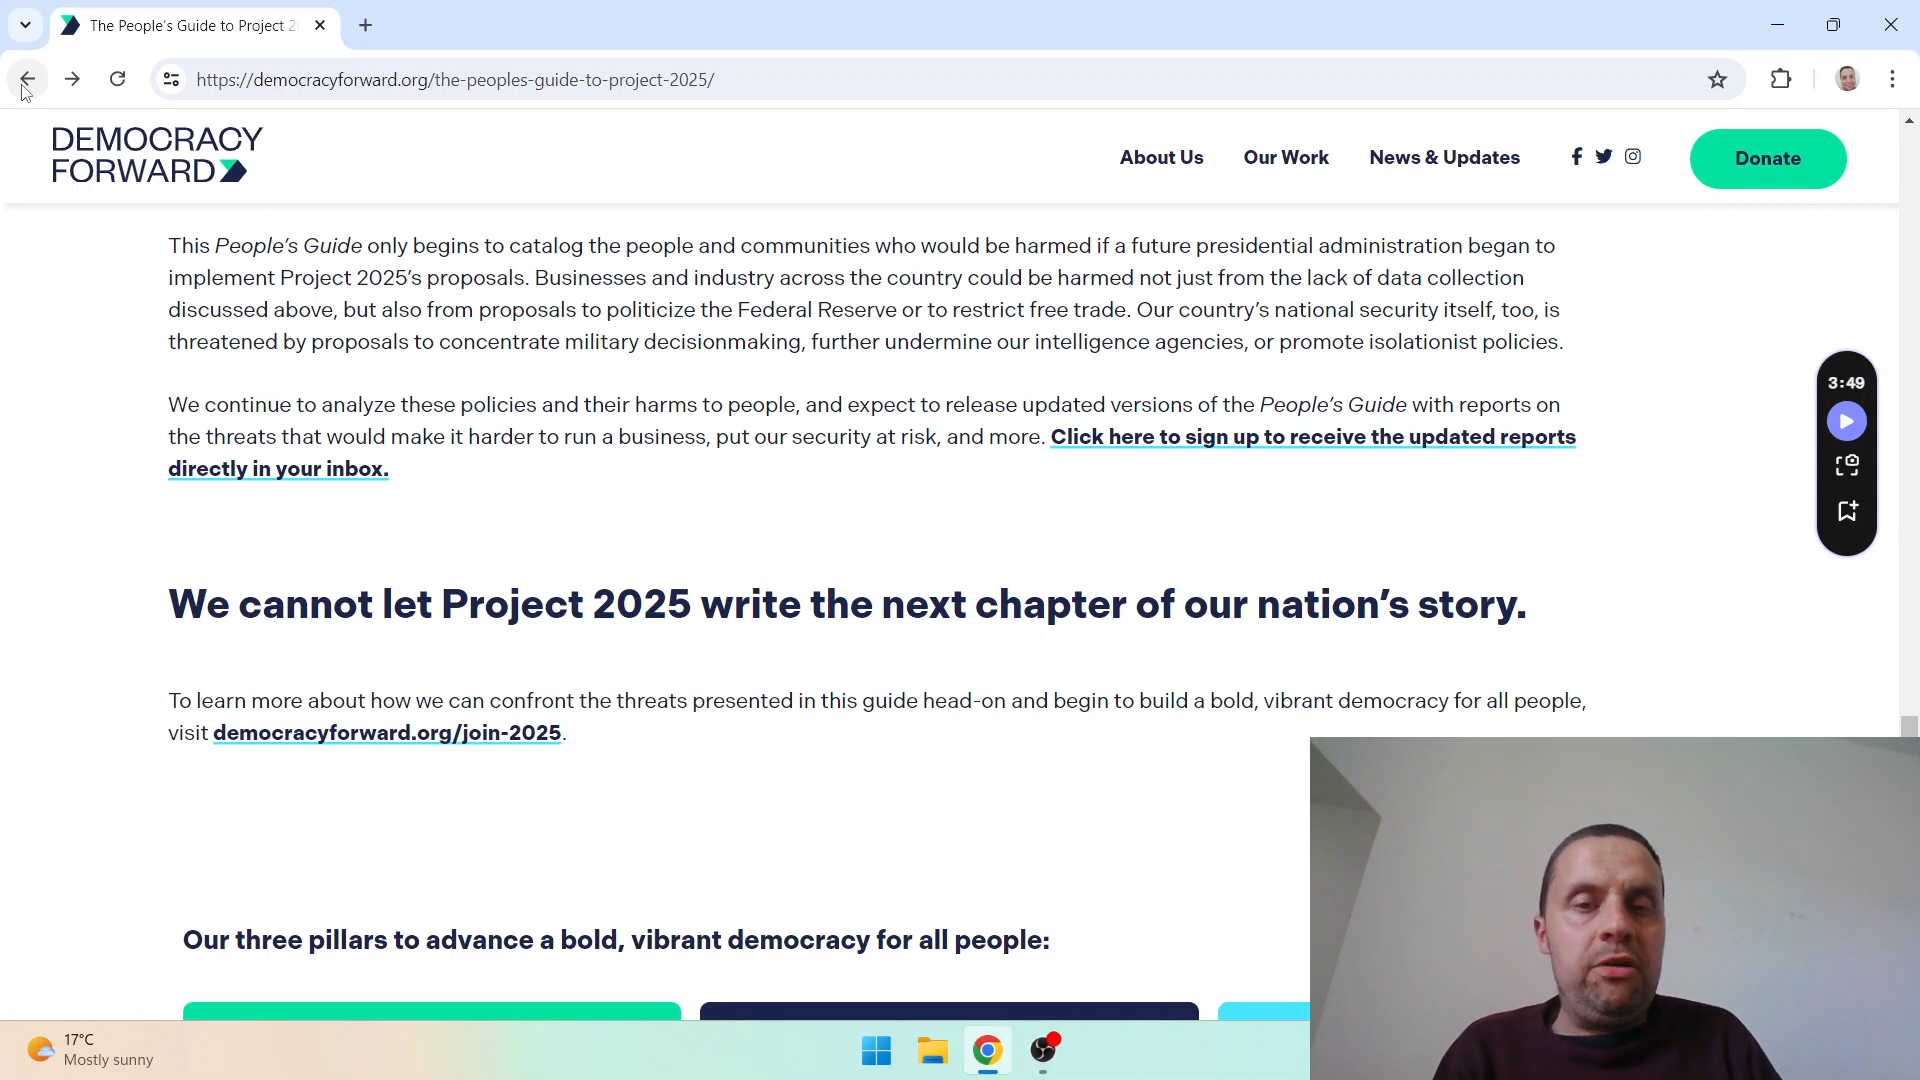 The People's Guide to Project 2
https://democracyforward.org/the-peoples-guide-to-project-2025/
DEMOCRACY
FORWARD
About Us
Our Work
News & Updates
Donate
This People's Guide only begins to catalog the people and communities who would be harmed if a future presidential administration began to
implement Project 2025's proposals. Businesses and industry across the country could be harmed not just from the lack of data collection
discussed above, but also from proposals to politicize the Federal Reserve or to restrict free trade. Our country's national security itself, too, is
threatened by proposals to concentrate military decisionmaking, further undermine our intelligence agencies, or promote isolationist policies.
3:49
We continue to analyze these policies and their harms to people, and expect to release updated versions of the People's Guide with reports on
the threats that would make it harder to run a business, put our security at risk, and more. Click here to sign up to receive the updated reports
directly in your inbox.
We cannot let Project 2025 write the next chapter of our nation's story.
To learn more about how we can confront the threats presented in this guide head-on and begin to build a bold, vibrant democracy for all people,
visit democracyforward.org/join-2025.
Our three pillars to advance a bold, vibrant democracy for all people:
17°C
Mostly sunny